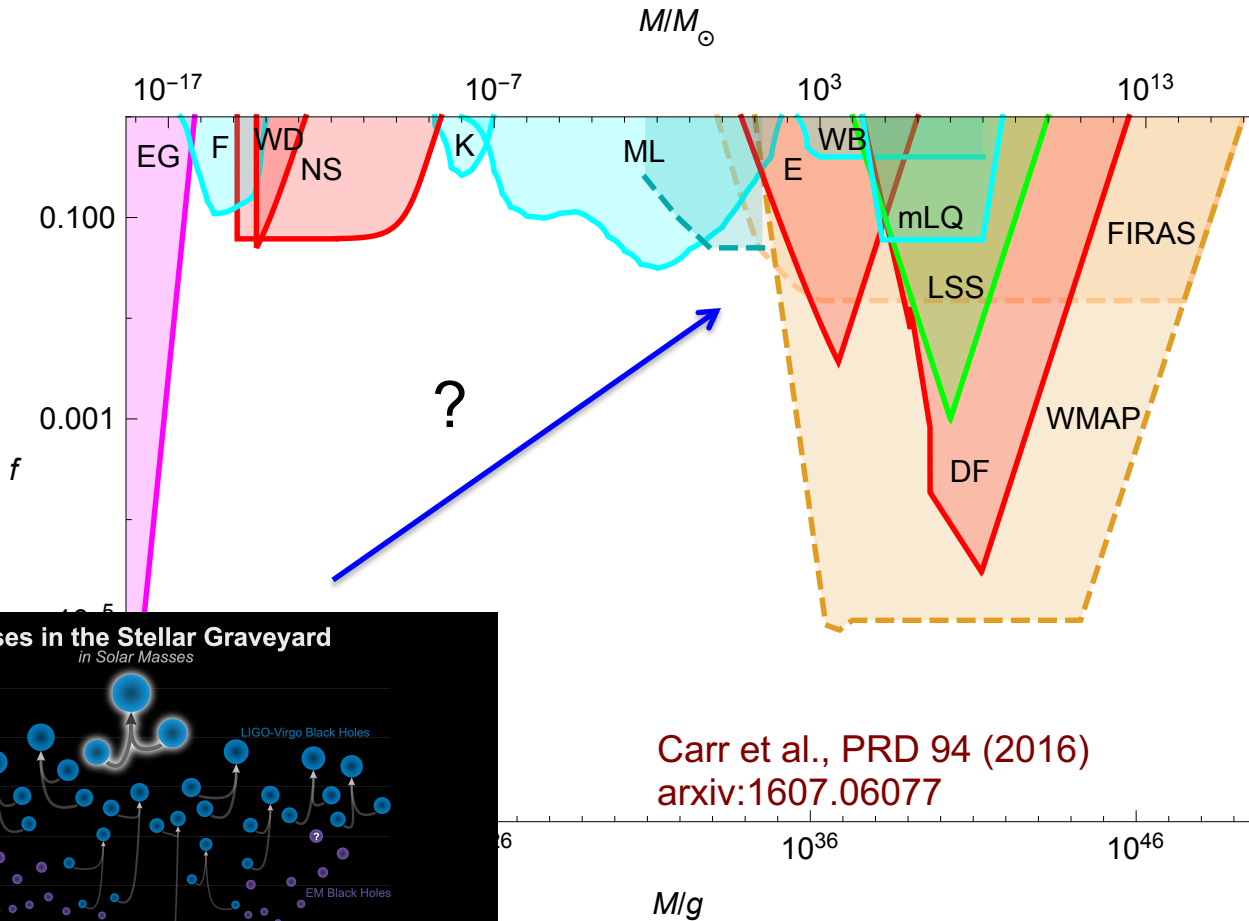 M/M⊙
10⁻¹⁷ 10⁻⁷ 10³ 10¹³
EG F WD NS K ML E WB
0.100
mLQ
FIRAS
LSS
?
0.001
WMAP
f
DF
in the Stellar Graveyard
in Solar Masses
LIGO-Virgo Black Holes
Carr et al., PRD 94 (2016)
arxiv:1607.06077
?
10³⁶ 10⁴⁶
EM Black Holes
M/g